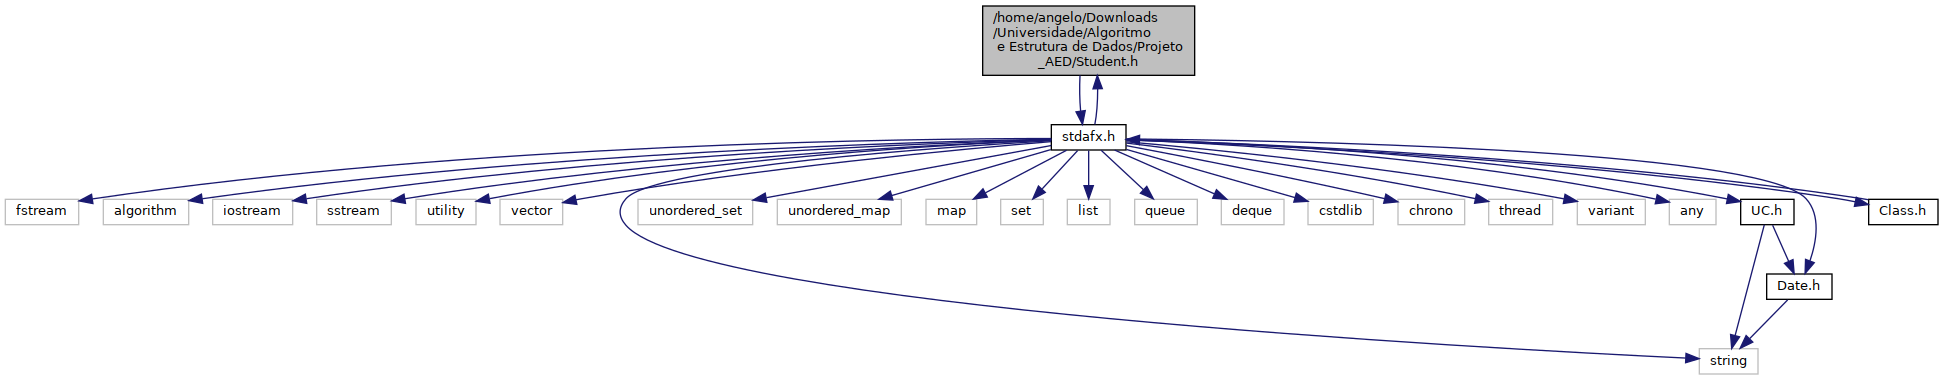 /home/angelo/Downloads
/Universidade/Algoritmo
e Estrutura de Dados/Projeto
_AED/Student.h
stdafx.h
fstream
algorithm
iostream
sstream
utility
vector
unordered_set
unordered_map
map
set
list
queue
deque
cstdlib
chrono
thread
variant
any
UC.h
Class.h
Date.h
string